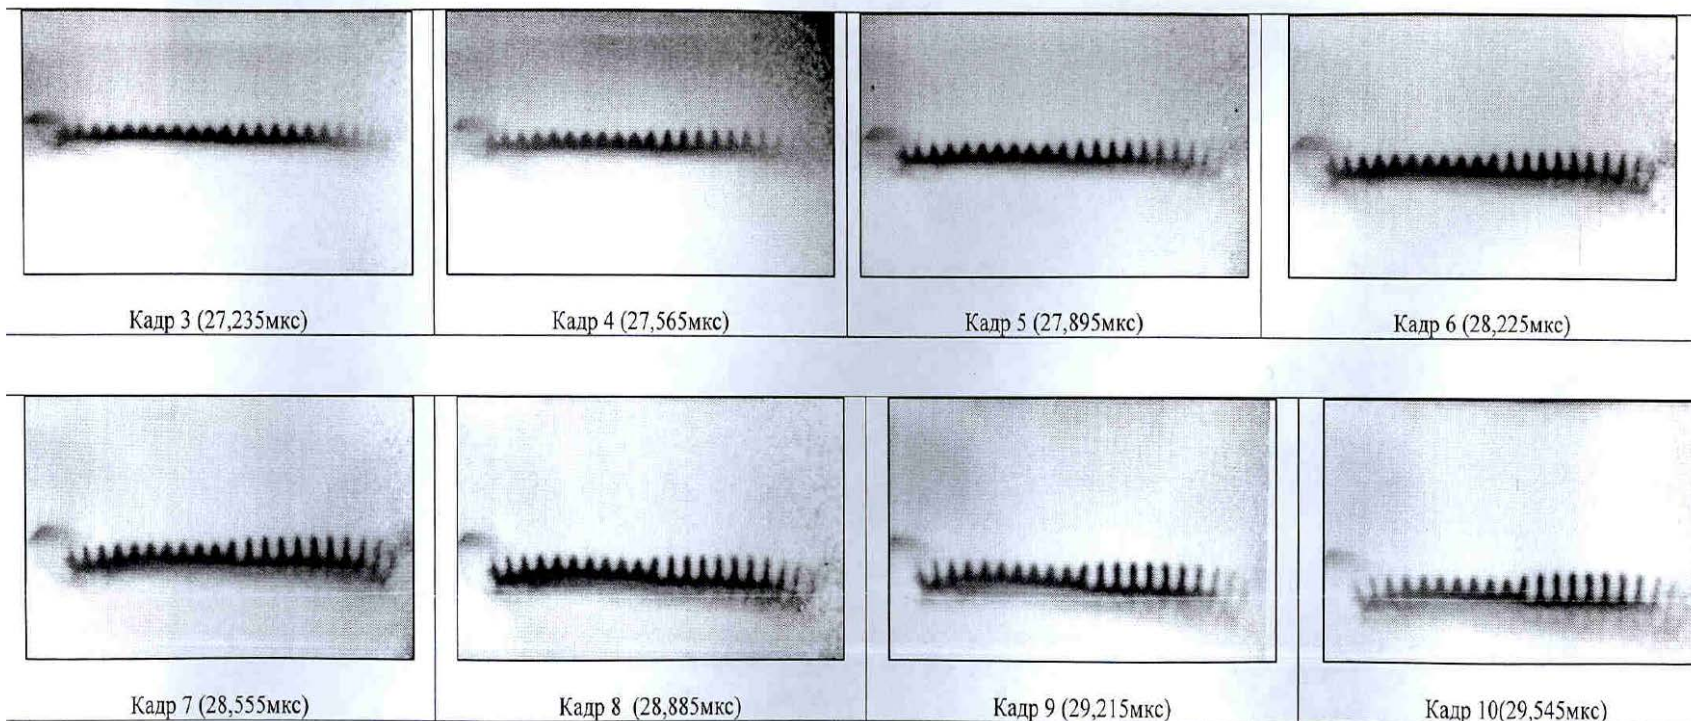 Кадр 3 (27,235мкс)
Кадр 4 (27,565мкс)
Кадр 5 (27,895мкс)
Кадр 6 (28,225мкс)
Кадр 7 (28,555мкс)
Кадр 8 (28,885мкс)
Кадр 9 (29,215мкс)
Кадр 10(29,545мкс)